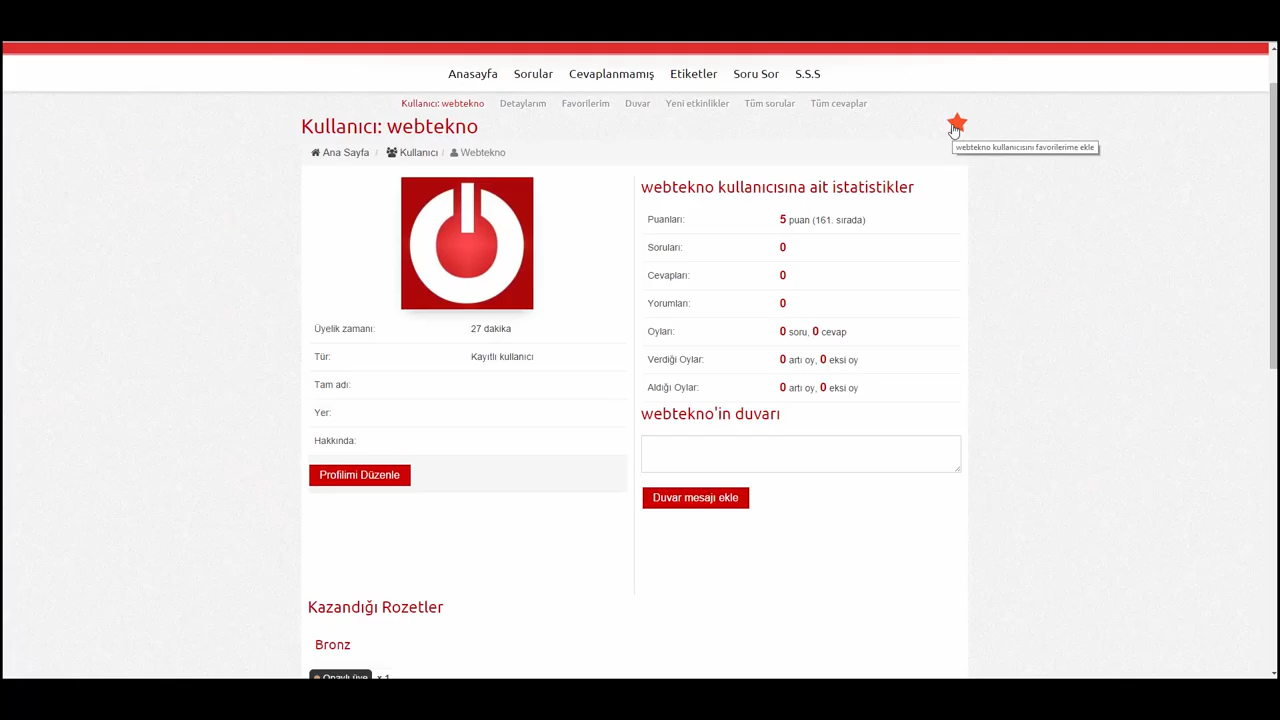 Anasayfa Sorular Cevaplanmamış Etiketler Soru Sor S.S.S
Kullanıcı: webtekno Detaylarım Favorilerim Duvar Yeni etkinlikler Tüm sorular Tüm cevaplar
Kullanıcı: webtekno
webtekno kullanıcısını favorilerime ekle
Ana Sayfa / Kullanıcı / Webtekno
Üyelik zamanı: 27 dakika
Tür: Kayıtlı kullanıcı
Tam adı:
Yer:
Hakkında:
Profilimi Düzenle
webtekno kullanıcısına ait istatistikler
Puanları: 5 puan (161. sırada)
Soruları: 0
Cevapları: 0
Yorumları: 0
Oyları: 0 soru, 0 cevap
Verdiği Oylar: 0 artı oy, 0 eksi oy
Aldığı Oylar: 0 artı oy, 0 eksi oy
webtekno'in duvarı
Duvar mesajı ekle
Kazandığı Rozetler
Bronz
Onaylı üye x 1